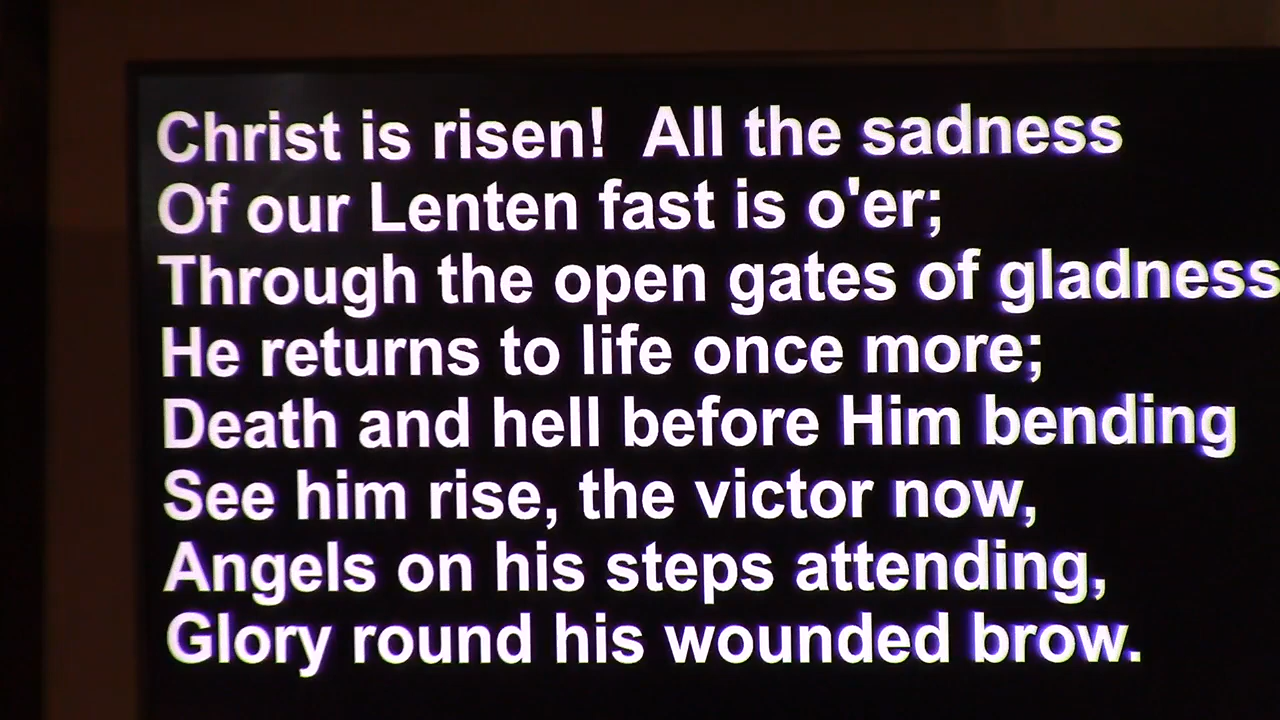 Christ is risen!  All the sadness
Of our Lenten fast is o'er;
Through the open gates of gladness
He returns to life once more;
Death and hell before Him bending
See him rise, the victor now,
Angels on his steps attending,
Glory round his wounded brow.